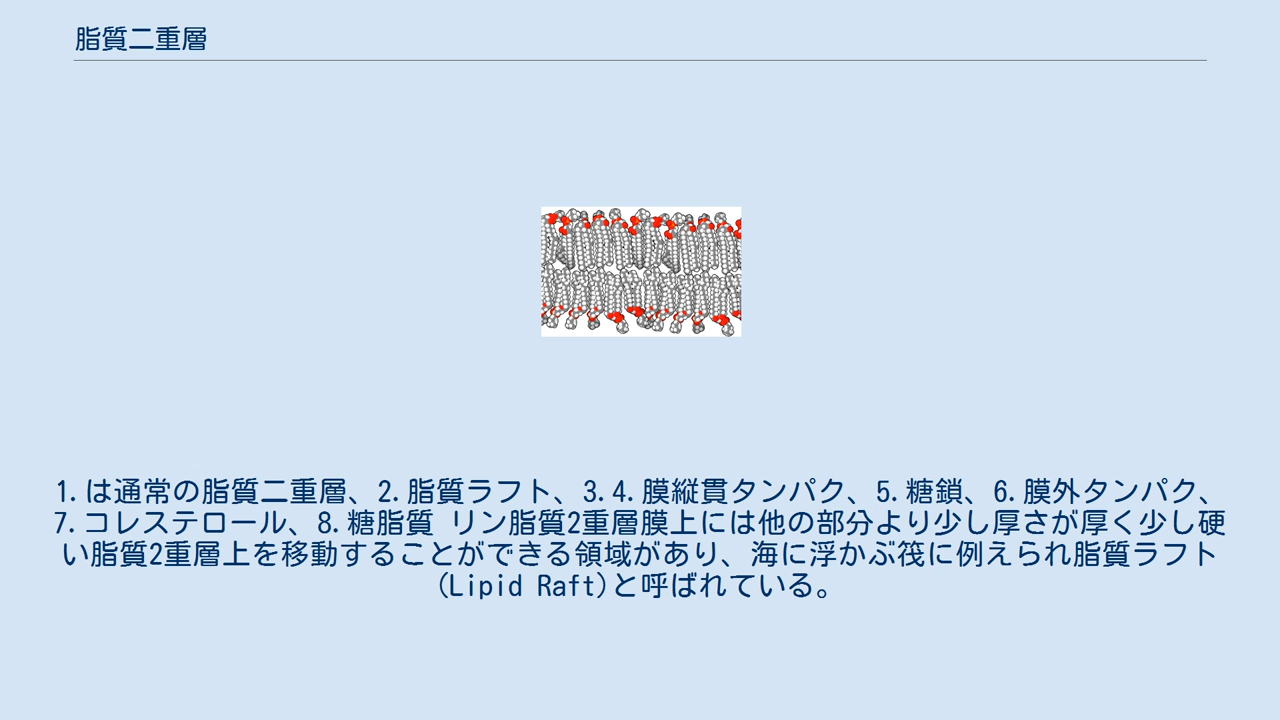 脂質二重層
1.は通常の脂質二重層、2.脂質ラフト、3.4.膜縦貫タンパク、5.糖鎖、6.膜外タンパク、
7.コレステロール、8.糖脂質 リン脂質2重層膜上には他の部分より少し厚さが厚く少し硬
い脂質2重層上を移動することができる領域があり、海に浮かぶ筏に例えられ脂質ラフト
(Lipid Raft)と呼ばれている。